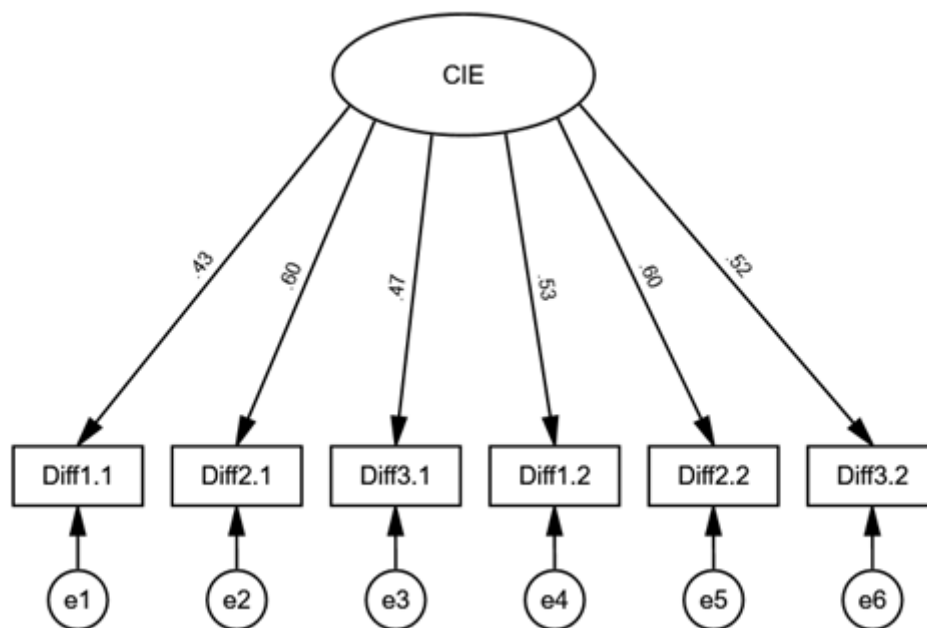 CIE
.43
.60
.47
.53
.60
.52
Diff1.1
Diff2.1
Diff3.1
Diff1.2
Diff2.2
Diff3.2
e1
e2
e3
e4
e5
e6